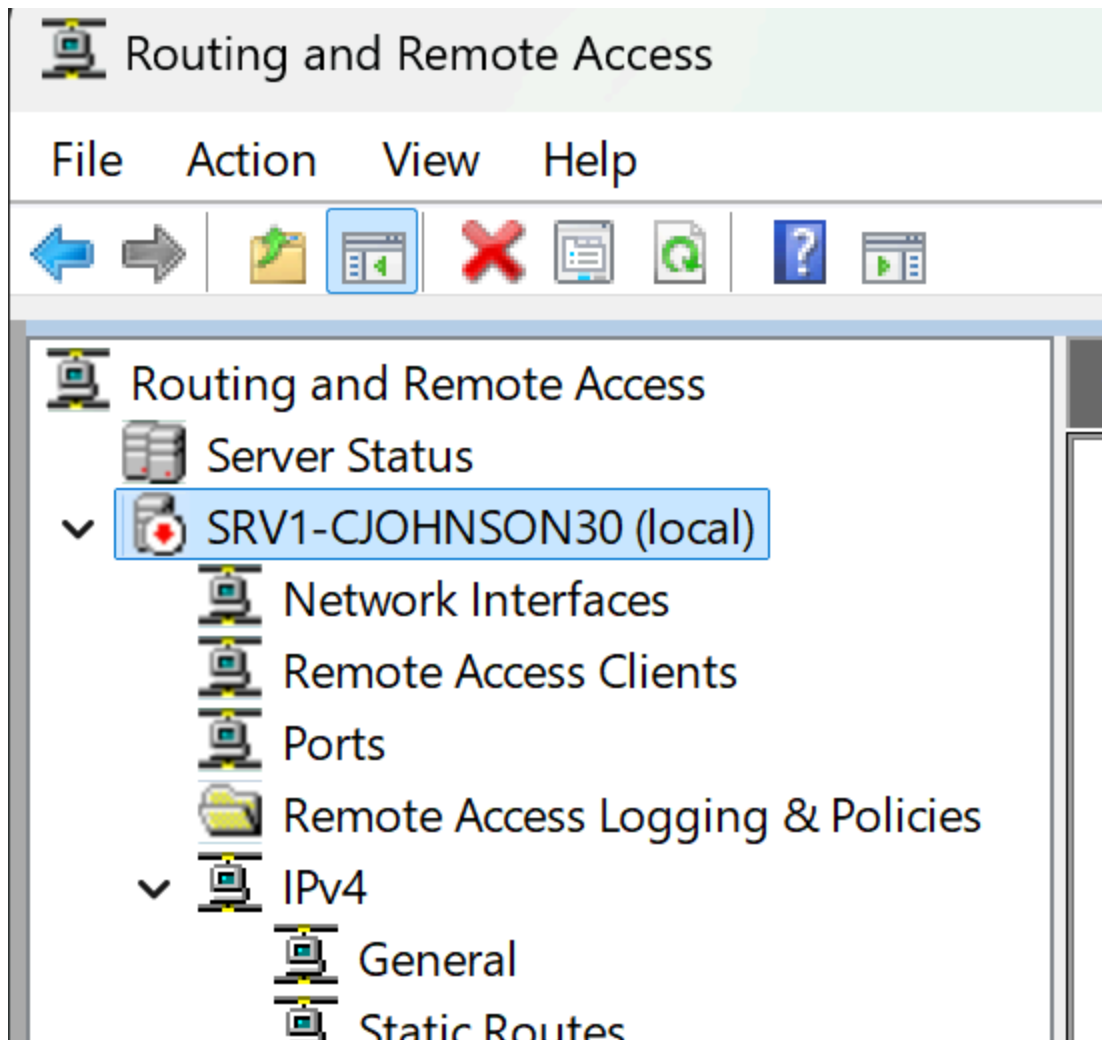 Routing and Remote Access
File Action View Help
?
Routing and Remote Access
Server Status
SRV1-CJOHNSON30 (local)
Network Interfaces
Remote Access Clients
Ports
Remote Access Logging & Policies
IPv4
General
Static Routes